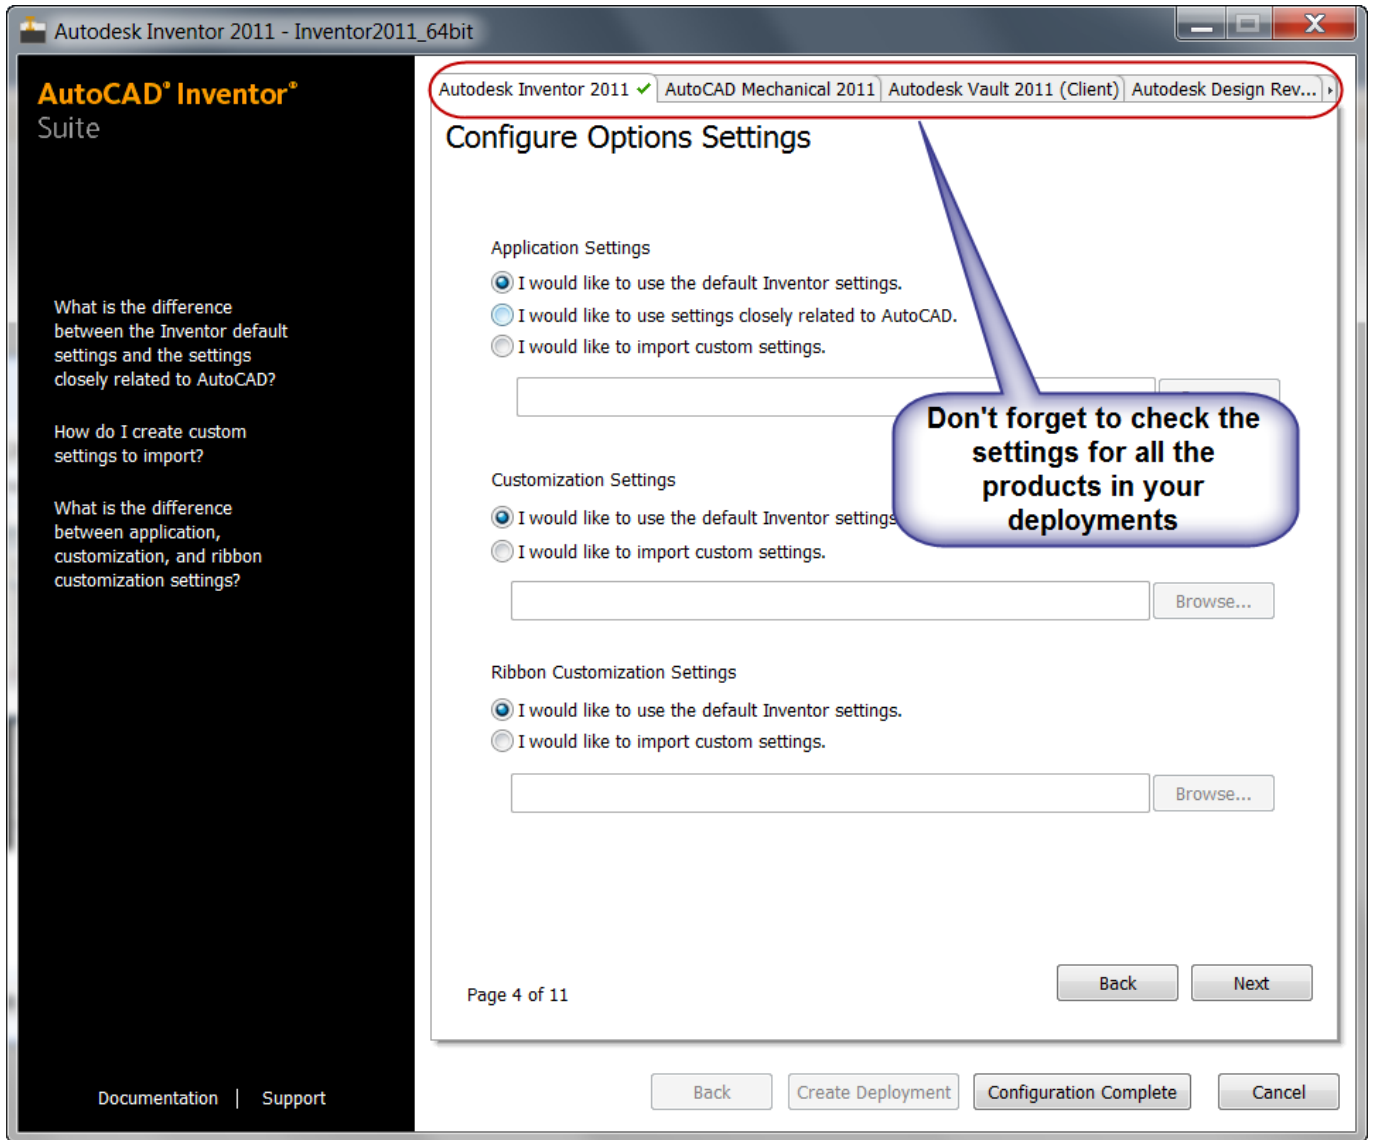 Autodesk Inventor 2011 - Inventor2011_64bit
AutoCAD® Inventor®
Suite
What is the difference
between the Inventor default
settings and the settings
closely related to AutoCAD?
How do I create custom
settings to import?
What is the difference
between application,
customization, and ribbon
customization settings?
Documentation | Support
Autodesk Inventor 2011 ✓ AutoCAD Mechanical 2011 Autodesk Vault 2011 (Client) Autodesk Design Rev...
Configure Options Settings
Application Settings
I would like to use the default Inventor settings.
I would like to use settings closely related to AutoCAD.
I would like to import custom settings.
Don't forget to check the
settings for all the
products in your
deployments
Customization Settings
I would like to use the default Inventor settings
I would like to import custom settings.
Browse...
Ribbon Customization Settings
I would like to use the default Inventor settings.
I would like to import custom settings.
Browse...
Page 4 of 11
Back Next
Back Create Deployment Configuration Complete Cancel